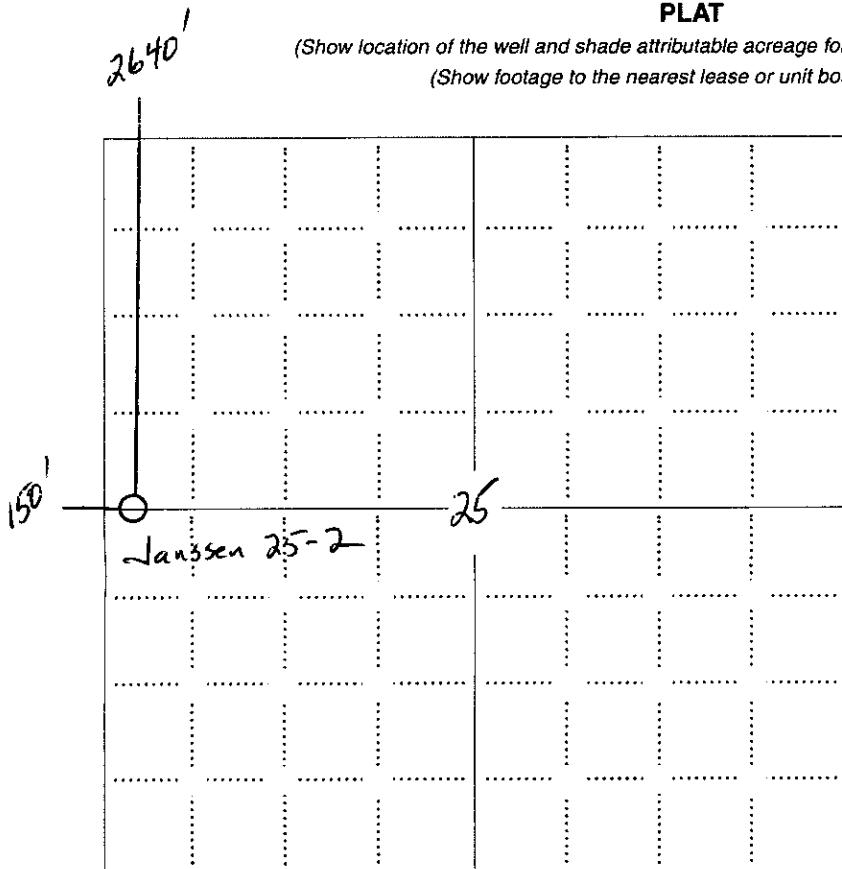 PLAT
(Show location of the well and shade attributable acreage fo
(Show footage to the nearest lease or unit bo
2640'
150'
25
Janssen 25-2